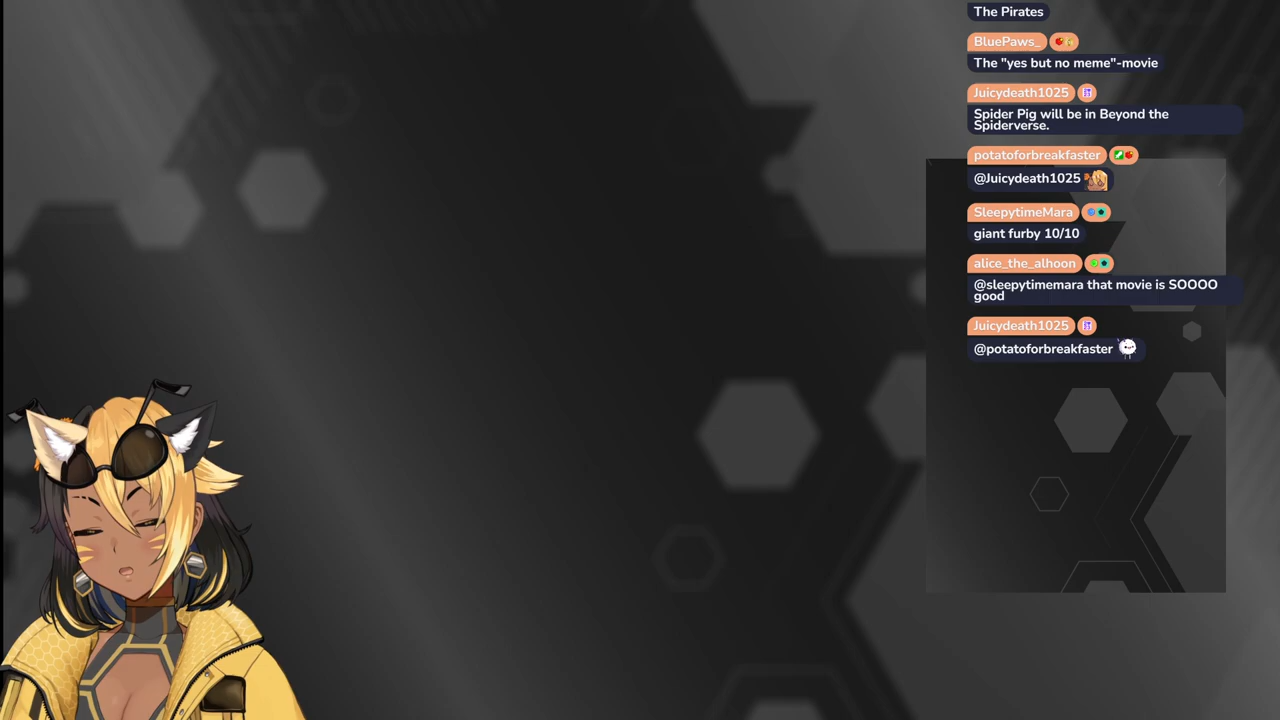 The Pirates
BluePaws_
The "yes but no meme"-movie
Juicydeath1025
Spider Pig will be in Beyond the
Spiderverse.
potatoforbreakfaster
@Juicydeath1025
SleepytimeMara
giant furby 10/10
alice_the_alhoon
@sleepytimemara that movie is SOOOO
good
Juicydeath1025
@potatoforbreakfaster